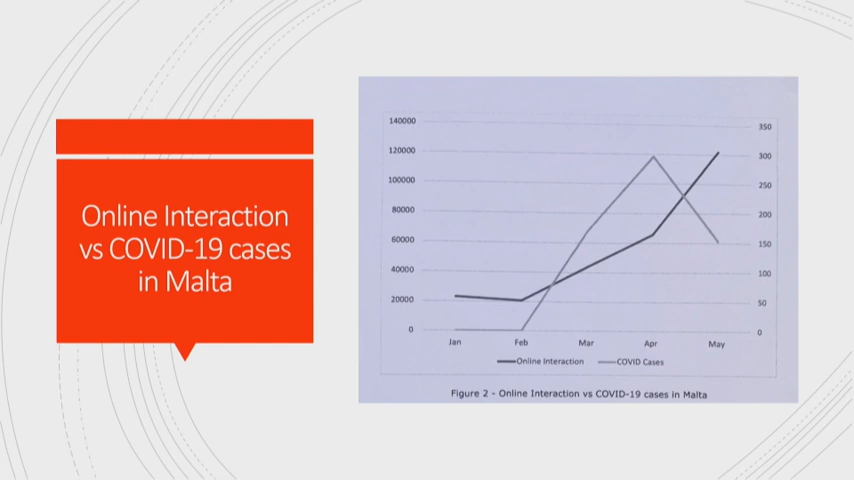 Online Interaction
vs COVID-19 cases
in Malta
140000
120000
100000
80000
60000
40000
20000
0
350
300
250
200
150
100
50
0
Jan Feb Mar Apr May
Online Interaction COVID Cases
Figure 2 - Online Interaction vs COVID-19 cases in Malta